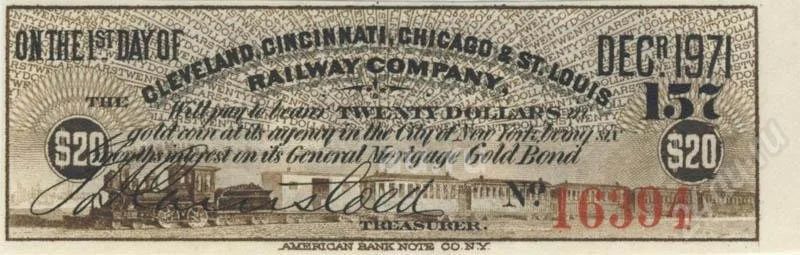 ON THE 1ST DAY OF
DECR 1971
CLEVELAND, CINCINNATI, CHICAGO & ST. LOUIS
RAILWAY COMPANY,
157
THE
Will pay to bearer TWENTY DOLLARS in
gold coin at its agency in the City of New York, being six
months interest on its General Mortgage Gold Bond
$20
$20
No. 16394
TREASURER.
AMERICAN BANK NOTE CO. N.Y.